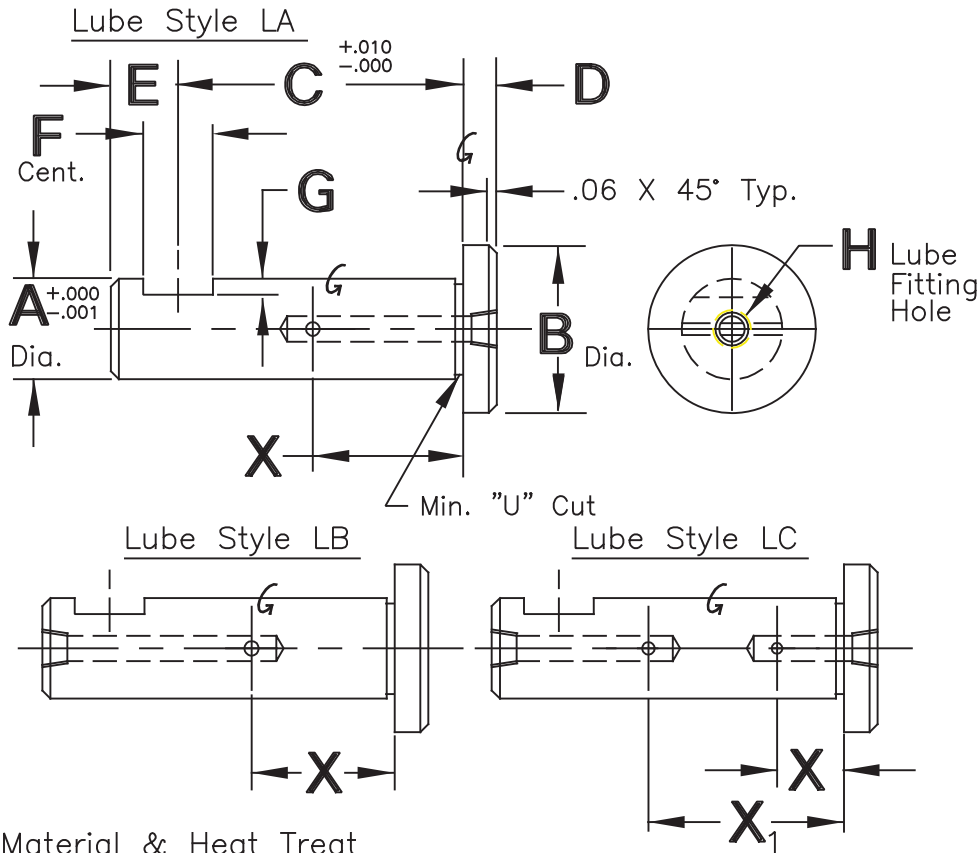 Lube Style LA
E C +.010
-.000 D
F
Cent.
G
.06 X 45° Typ.
A +.000
-.001
Dia.
B Dia.
H Lube
Fitting
Hole
X
Min. "U" Cut
Lube Style LB
Lube Style LC
X
X
X1
Material & Heat Treat